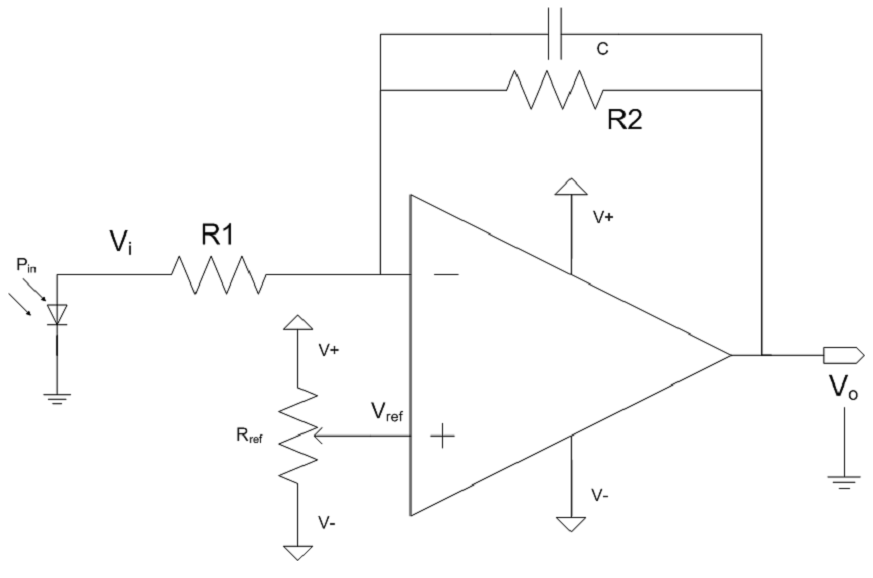 C
R2
V+
R1
Vi
Pin
V+
Vref
Rref
V-
V-
Vo